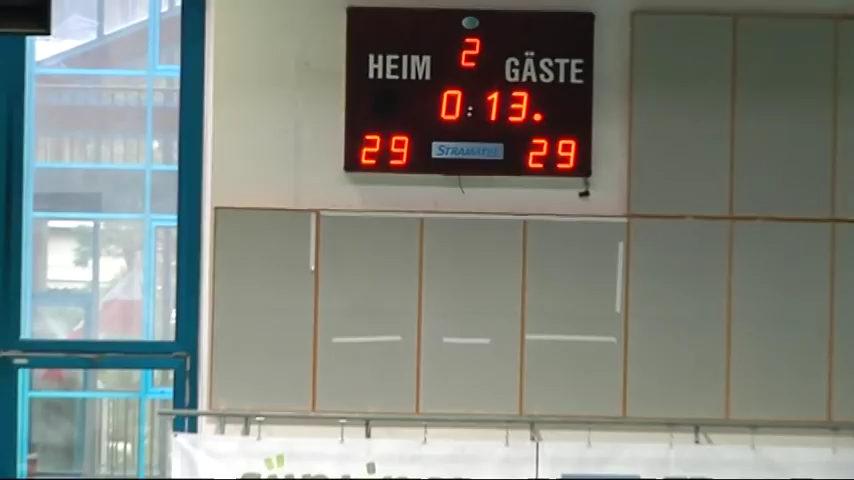 2
HEIM GÄSTE
0:13.
29 29
STRAMATEL